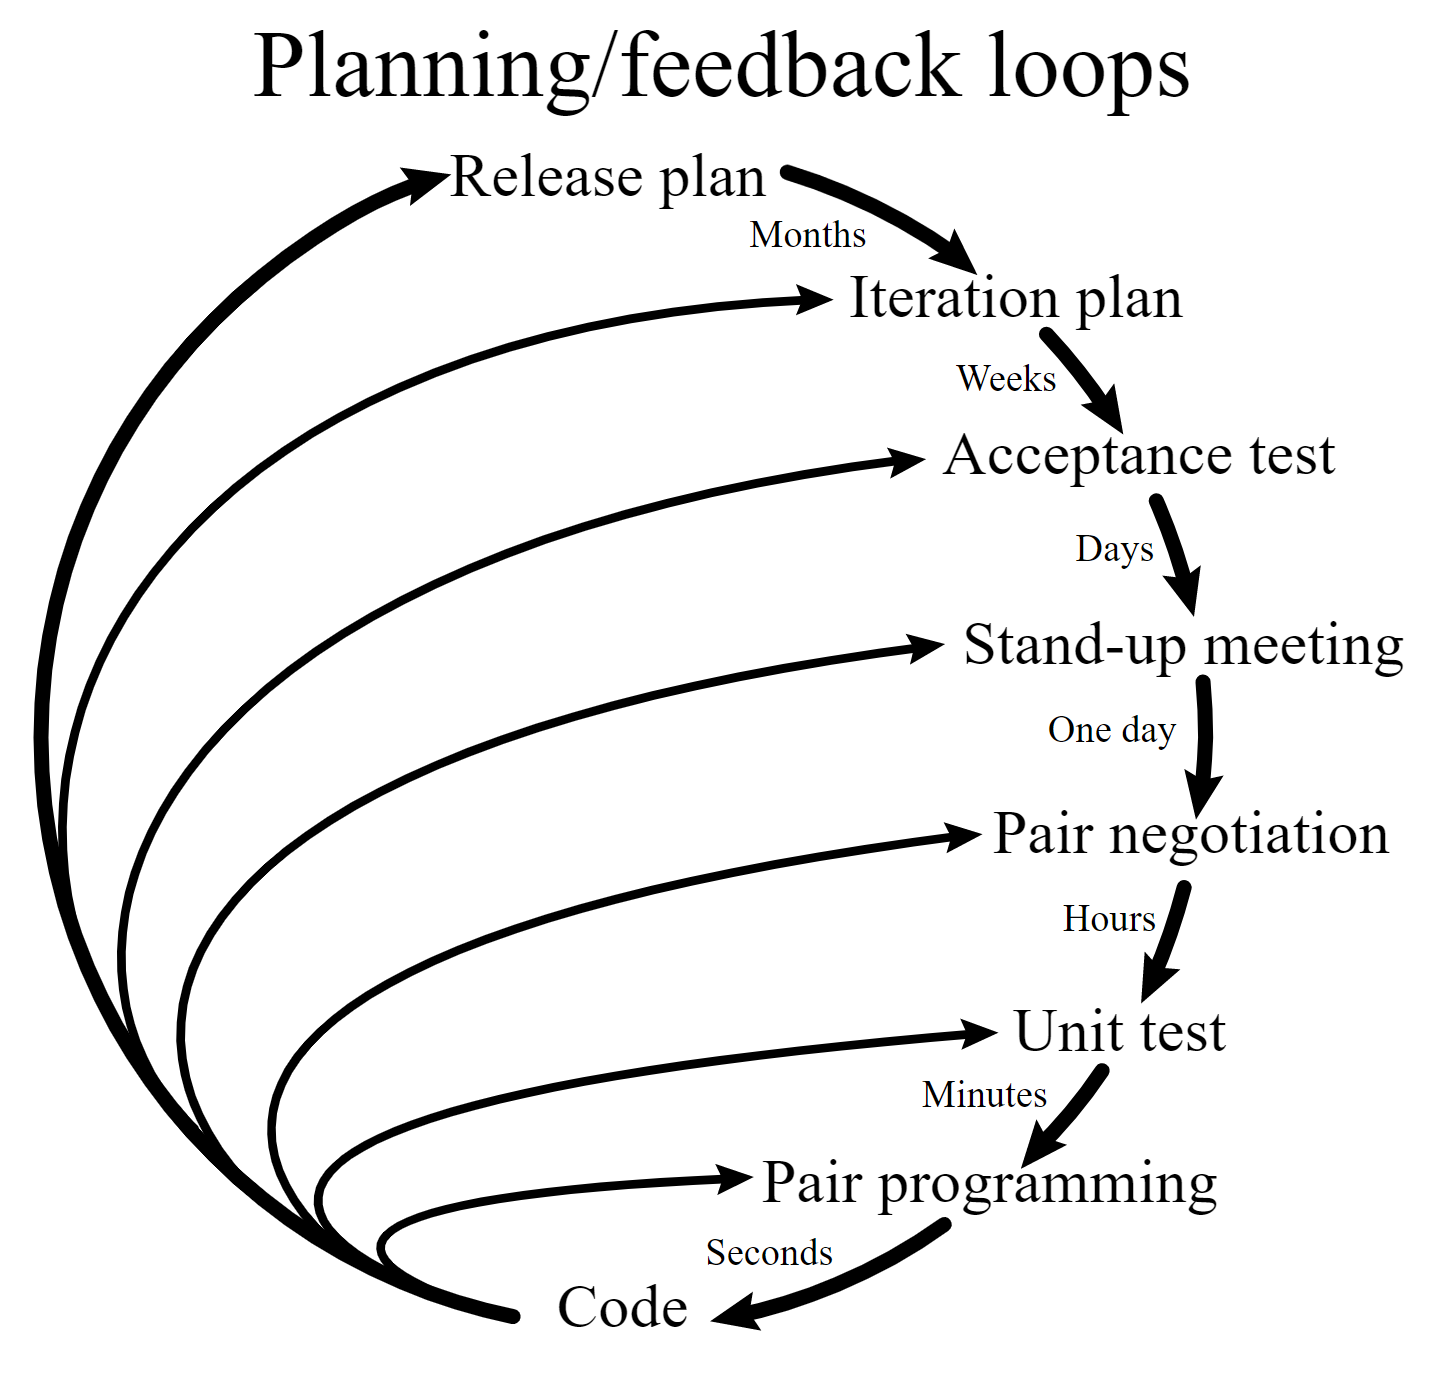 Planning/feedback loops
Release plan
Months
Iteration plan
Weeks
Acceptance test
Days
Stand-up meeting
One day
Pair negotiation
Hours
Unit test
Minutes
Pair programming
Seconds
Code